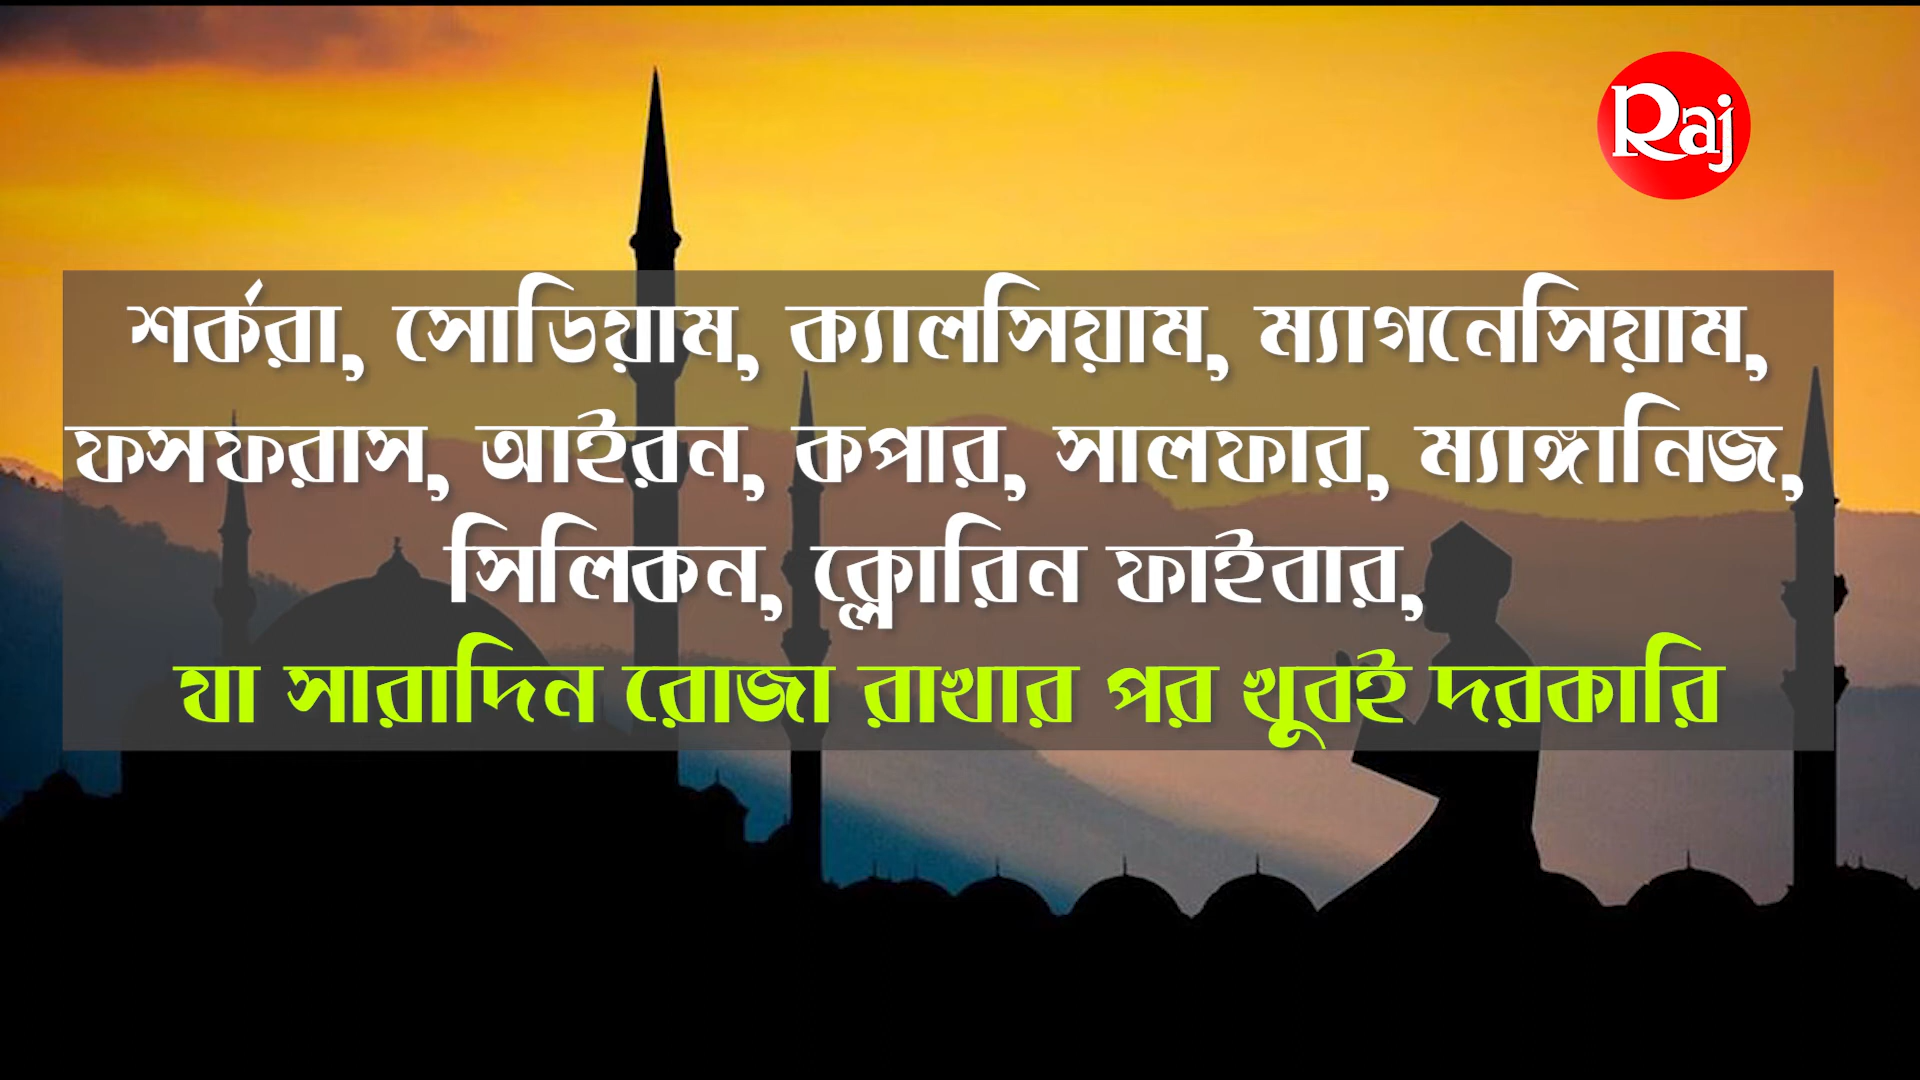 Raj
শর্করা, সোডিয়াম, ক্যালসিয়াম, ম্যাগনেসিয়াম,
ফসফরাস, আইরন, কপার, সালফার, ম্যাঙ্গানিজ,
সিলিকন, ক্লোরিন ফাইবার,
যা সারাদিন রোজা রাখার পর খুবই দরকারি